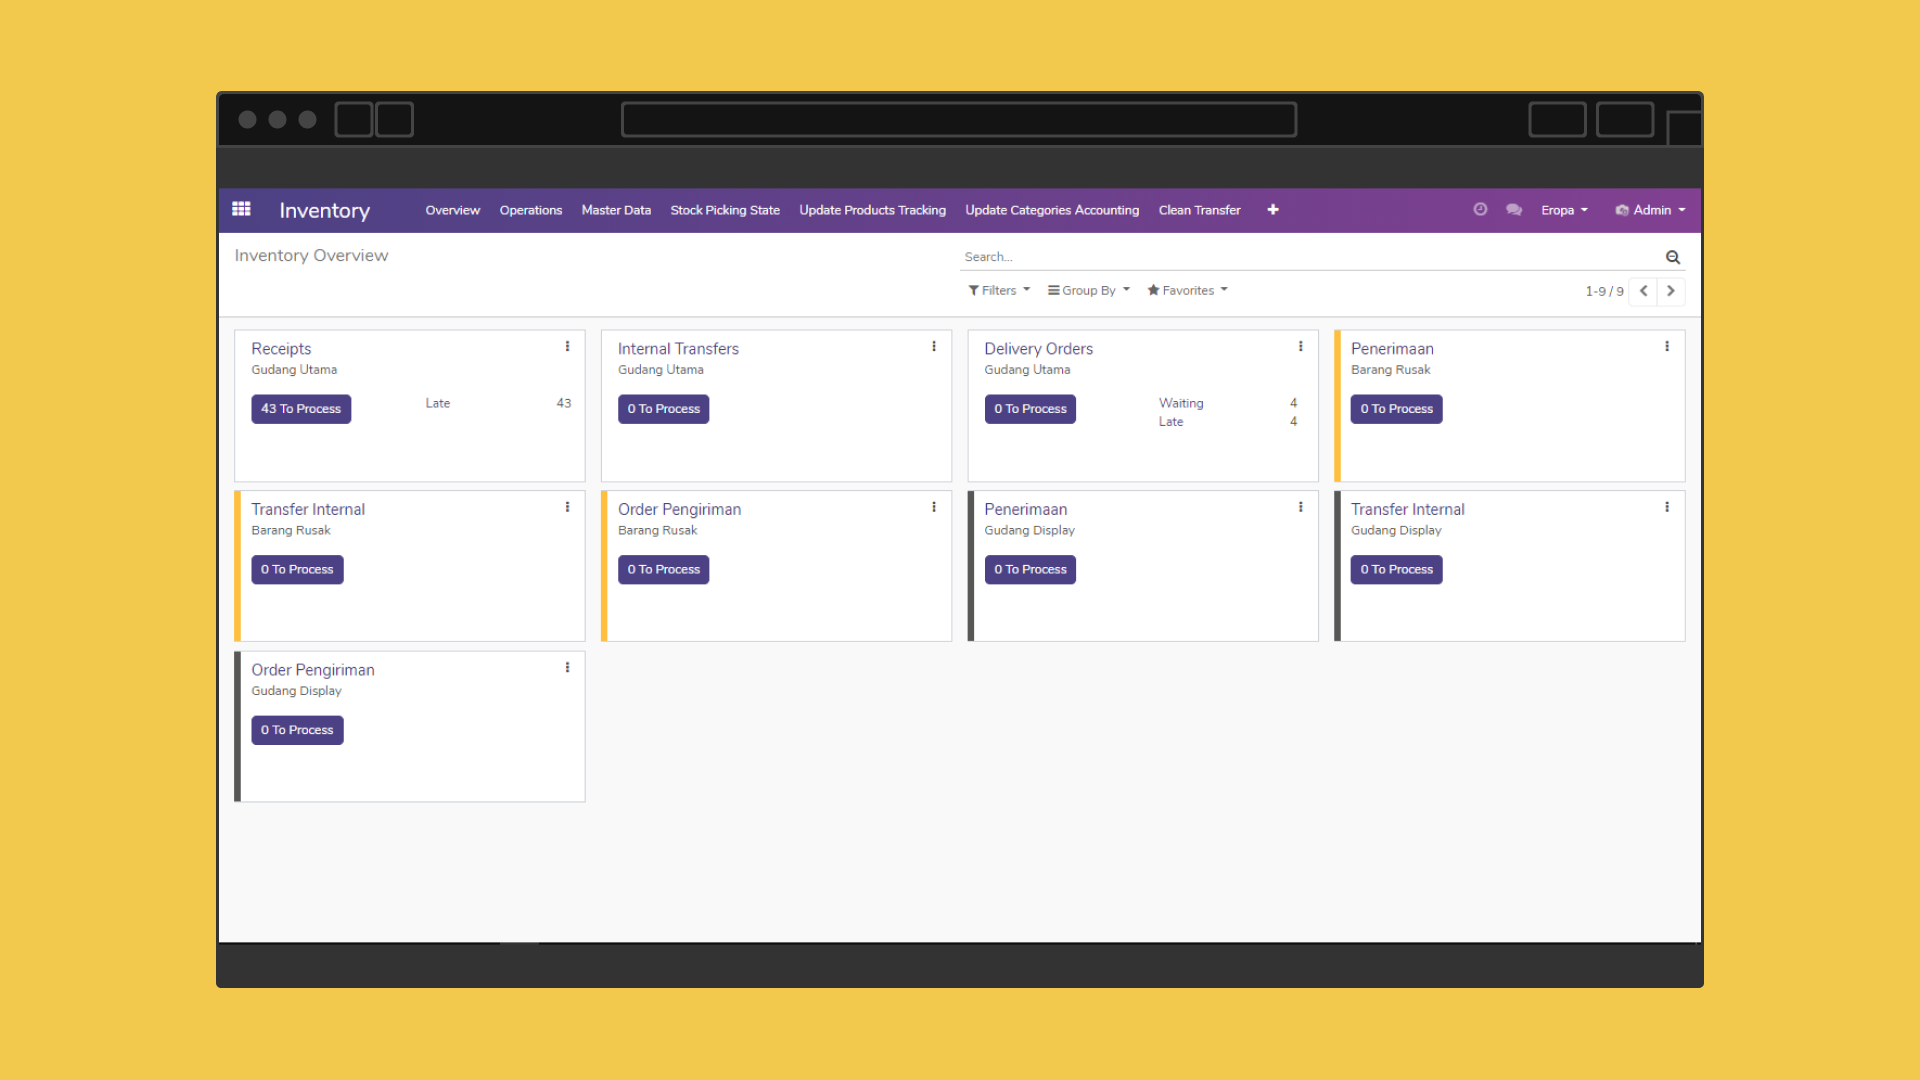 Inventory Overview Operations Master Data Stock Picking State Update Products Tracking Update Categories Accounting Clean Transfer Eropa Admin
Inventory Overview
Search...
Filters Group By Favorites 1-9 / 9
Receipts
Gudang Utama
43 To Process
Late 43
Internal Transfers
Gudang Utama
0 To Process
Delivery Orders
Gudang Utama
0 To Process
Waiting 4
Late 4
Penerimaan
Barang Rusak
0 To Process
Transfer Internal
Barang Rusak
0 To Process
Order Pengiriman
Barang Rusak
0 To Process
Penerimaan
Gudang Display
0 To Process
Transfer Internal
Gudang Display
0 To Process
Order Pengiriman
Gudang Display
0 To Process